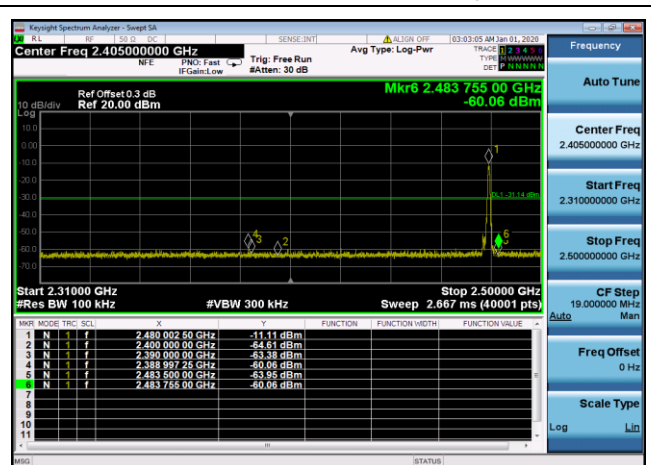 Keysight Spectrum Analyzer - Swept SA
RL RF 50 Ω DC SENSE:INT ALIGN OFF 03:03:05 AM Jan 01, 2020
Center Freq 2.405000000 GHz Avg Type: Log-Pwr TRACE 1 2 3 4 5 6
NFE PNO: Fast Trig: Free Run TYPE M WWWWW
IFGain:Low #Atten: 30 dB DET P N N N N N
Mkr6 2.483 755 00 GHz
-60.06 dBm
Ref Offset 0.3 dB
10 dB/div Ref 20.00 dBm
Log
10.0
0.00
-10.0
-20.0
-30.0
-40.0
-50.0
-60.0
-70.0
1
DL1 -31.14 dBm
4
3
2
6
Start 2.31000 GHz Stop 2.50000 GHz
#Res BW 100 kHz #VBW 300 kHz Sweep 2.667 ms (40001 pts)
MKR MODE TRC SCL X Y FUNCTION FUNCTION WIDTH FUNCTION VALUE
1 N 1 f 2.480 002 50 GHz -11.11 dBm
2 N 1 f 2.400 000 00 GHz -64.61 dBm
3 N 1 f 2.390 000 00 GHz -63.38 dBm
4 N 1 f 2.388 997 25 GHz -60.06 dBm
5 N 1 f 2.483 500 00 GHz -63.95 dBm
6 N 1 f 2.483 755 00 GHz -60.06 dBm
7
8
9
10
11
MSG STATUS
Frequency
Auto Tune
Center Freq
2.405000000 GHz
Start Freq
2.310000000 GHz
Stop Freq
2.500000000 GHz
CF Step
19.000000 MHz
Auto Man
Freq Offset
0 Hz
Scale Type
Log Lin